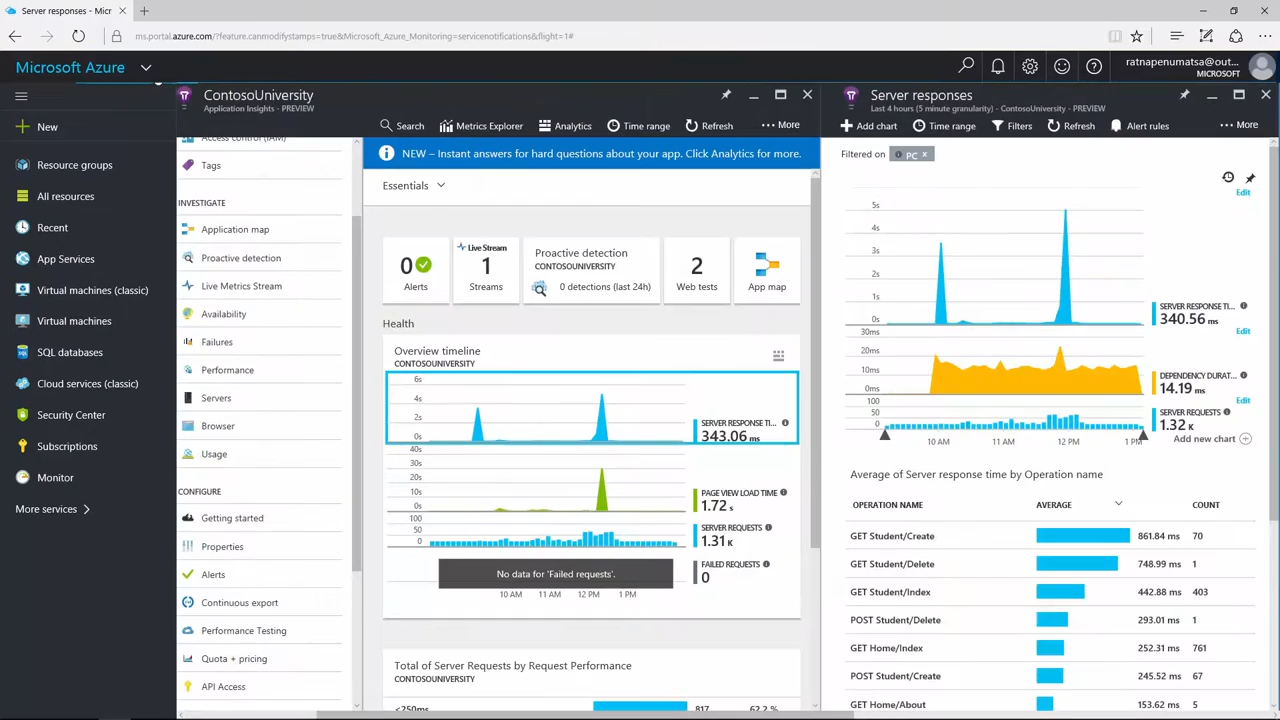 Server responses - Micr
ms.portal.azure.com/?feature.canmodifystamps=true&Microsoft_Azure_Monitoring=servicenotifications&flight=1#
Microsoft Azure
ratnapenumatsa@out...
MICROSOFT
New
Resource groups
All resources
Recent
App Services
Virtual machines (classic)
Virtual machines
SQL databases
Cloud services (classic)
Security Center
Subscriptions
Monitor
More services
ContosoUniversity
Application Insights - PREVIEW
Search
Metrics Explorer
Analytics
Time range
Refresh
... More
Access control (IAM)
Tags
INVESTIGATE
Application map
Proactive detection
Live Metrics Stream
Availability
Failures
Performance
Servers
Browser
Usage
CONFIGURE
Getting started
Properties
Alerts
Continuous export
Performance Testing
Quota + pricing
API Access
NEW – Instant answers for hard questions about your app. Click Analytics for more.
Essentials
0
Alerts
Live Stream
1
Streams
Proactive detection
CONTOSOUNIVERSITY
0 detections (last 24h)
2
Web tests
App map
Health
Overview timeline
CONTOSOUNIVERSITY
6s
4s
2s
0s
SERVER RESPONSE TI...
343.06 ms
40s
30s
20s
10s
0s
PAGE VIEW LOAD TIME
1.72 s
100
50
0
SERVER REQUESTS
1.31 K
FAILED REQUESTS
0
No data for 'Failed requests'.
10 AM 11 AM 12 PM 1 PM
Total of Server Requests by Request Performance
CONTOSOUNIVERSITY
<250ms 817 62.2 %
Server responses
Last 4 hours (5 minute granularity) - ContosoUniversity - PREVIEW
Add chart
Time range
Filters
Refresh
Alert rules
... More
Filtered on PC x
Edit
5s
4s
3s
2s
1s
0s
SERVER RESPONSE TI...
340.56 ms
Edit
30ms
20ms
10ms
0ms
DEPENDENCY DURAT...
14.19 ms
Edit
100
50
0
SERVER REQUESTS
1.32 K
10 AM 11 AM 12 PM 1 PM
Add new chart
Average of Server response time by Operation name
OPERATION NAME AVERAGE COUNT
GET Student/Create 861.84 ms 70
GET Student/Delete 748.99 ms 1
GET Student/Index 442.88 ms 403
POST Student/Delete 293.01 ms 1
GET Home/Index 252.31 ms 761
POST Student/Create 245.52 ms 67
GET Home/About 153.62 ms 5